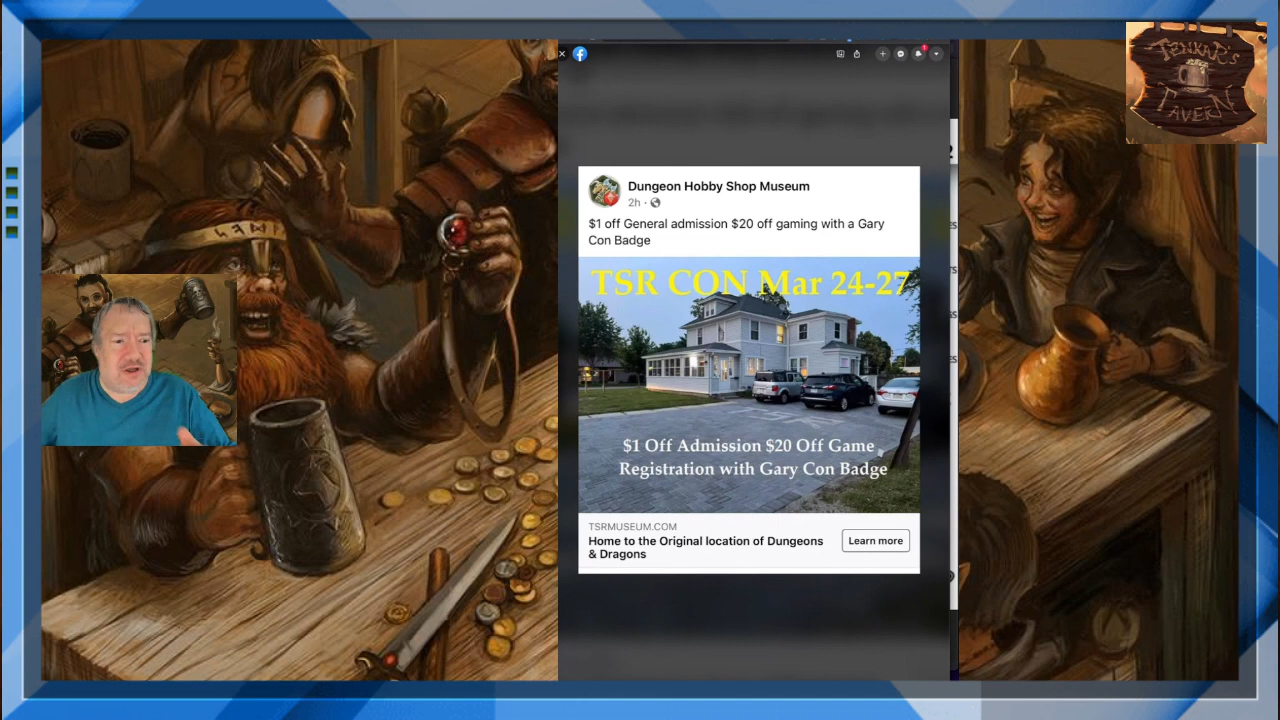 TENKAR'S
TAVERN
Dungeon Hobby Shop Museum
2h ·
$1 off General admission $20 off gaming with a Gary
Con Badge
TSR CON Mar 24-27
$1 Off Admission $20 Off Game
Registration with Gary Con Badge
TSRMUSEUM.COM
Home to the Original location of Dungeons
& Dragons
Learn more